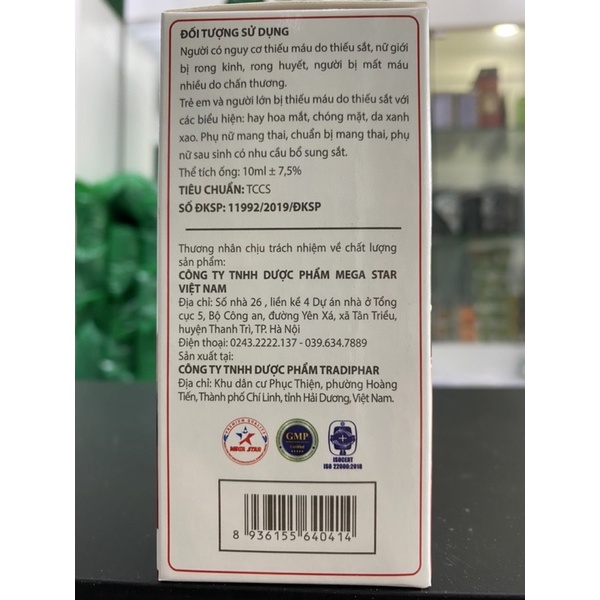 ĐỐI TƯỢNG SỬ DỤNG
Người có nguy cơ thiếu máu do thiếu sắt, nữ giới
bị rong kinh, rong huyết, người bị mất máu
nhiều do chấn thương.
Trẻ em và người lớn bị thiếu máu do thiếu sắt với
các biểu hiện: hay hoa mắt, chóng mặt, da xanh
xao. Phụ nữ mang thai, chuẩn bị mang thai, phụ
nữ sau sinh có nhu cầu bổ sung sắt.
Thể tích ống: 10ml ± 7,5%
TIÊU CHUẨN: TCCS
SỐ ĐKSP: 11992/2019/ĐKSP
Thương nhân chịu trách nhiệm về chất lượng
sản phẩm:
CÔNG TY TNHH DƯỢC PHẨM MEGA STAR
VIỆT NAM
Địa chỉ: Số nhà 26 , liền kề 4 Dự án nhà ở Tổng
cục 5, Bộ Công an, đường Yên Xá, xã Tân Triều,
huyện Thanh Trì, TP. Hà Nội
Điện thoại: 0243.2222.137 - 039.634.7889
Sản xuất tại:
CÔNG TY TNHH DƯỢC PHẨM TRADIPHAR
Địa chỉ: Khu dân cư Phục Thiện, phường Hoàng
Tiến, Thành phố Chí Linh, tỉnh Hải Dương, Việt Nam.
PREMIUM QUALITY
MEGA STAR
GMP
Certified
ISOCERT
ISO 22000:2018
8 936155 640414